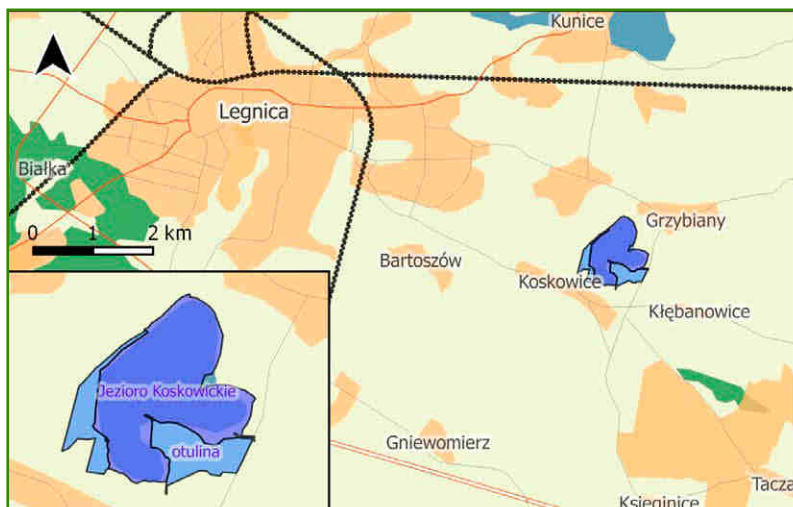 Kunice
Legnica
Białka
0 1 2 km
Grzybiany
Bartoszów
Koskowice
Kłębanowice
Jezioro Koskowickie
otulina
Gniewomierz
Tacza
Księginice